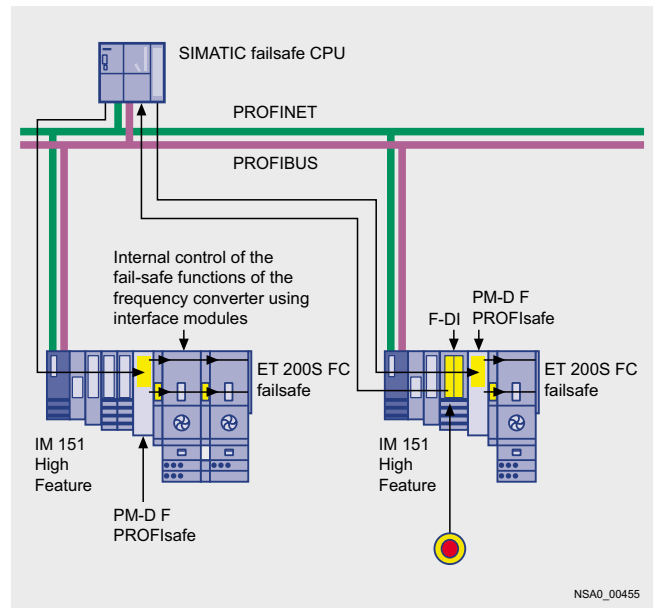 SIMATIC failsafe CPU
PROFINET
PROFIBUS
Internal control of the
fail-safe functions of the
frequency converter using
interface modules
PM-D F
PROFIsafe
F-DI
ET 200S FC
failsafe
ET 200S FC
failsafe
IM 151
High
Feature
IM 151
High
Feature
PM-D F
PROFIsafe
NSA0_00455